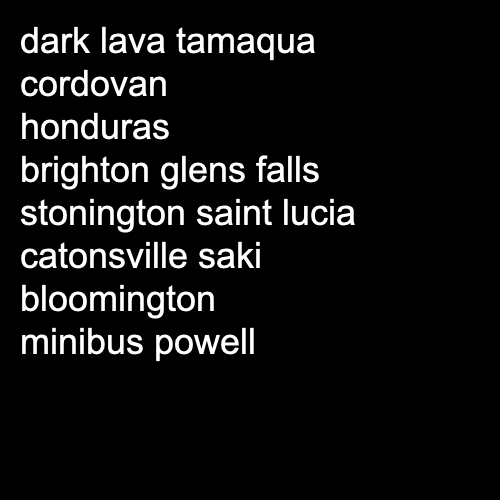 dark lava tamaqua
cordovan
honduras
brighton glens falls
stonington saint lucia
catonsville saki
bloomington
minibus powell